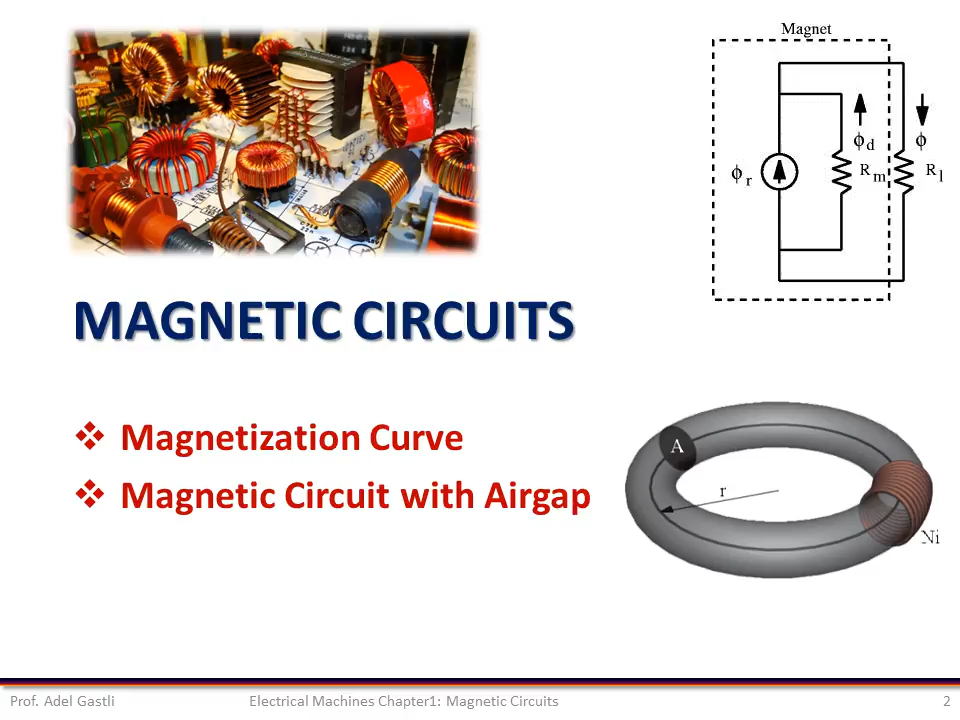 Magnet
ϕd
ϕ
ϕr
Rm
Rl
MAGNETIC CIRCUITS
❖ Magnetization Curve
❖ Magnetic Circuit with Airgap
A
r
Ni
Prof. Adel Gastli
Electrical Machines Chapter1: Magnetic Circuits
2